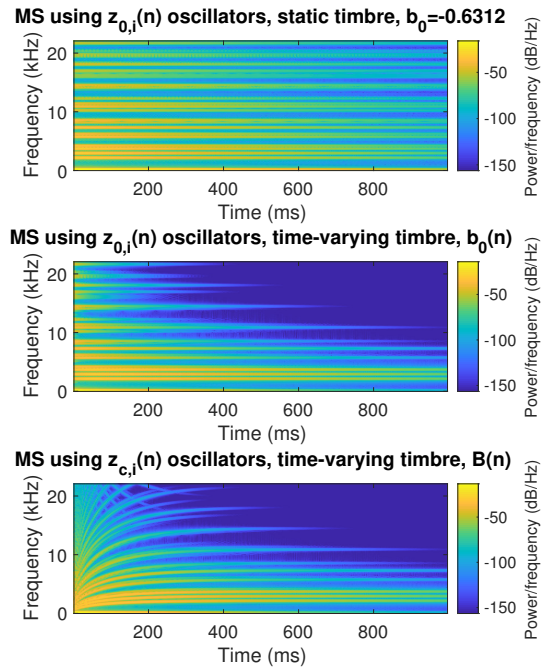 MS using z0,i(n) oscillators, static timbre, b0=-0.6312
Frequency (kHz)
20
10
0
200 400 600 800
Time (ms)
-50
-100
-150
Power/frequency (dB/Hz)
MS using z0,i(n) oscillators, time-varying timbre, b0(n)
Frequency (kHz)
20
10
0
200 400 600 800
Time (ms)
-50
-100
-150
Power/frequency (dB/Hz)
MS using zc,i(n) oscillators, time-varying timbre, B(n)
Frequency (kHz)
20
10
0
200 400 600 800
Time (ms)
-50
-100
-150
Power/frequency (dB/Hz)